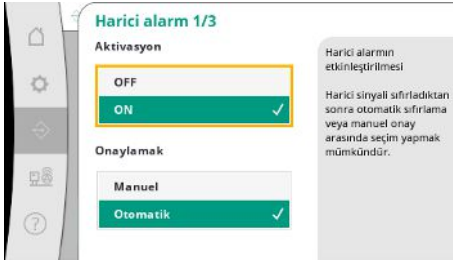 Harici alarm 1/3
Aktivasyon
OFF
ON
Onaylamak
Manuel
Otomatik
Harici alarmın
etkinleştirilmesi
Harici sinyali sıfırladıktan
sonra otomatik sıfırlama
veya manuel onay
arasında seçim yapmak
mümkündür.